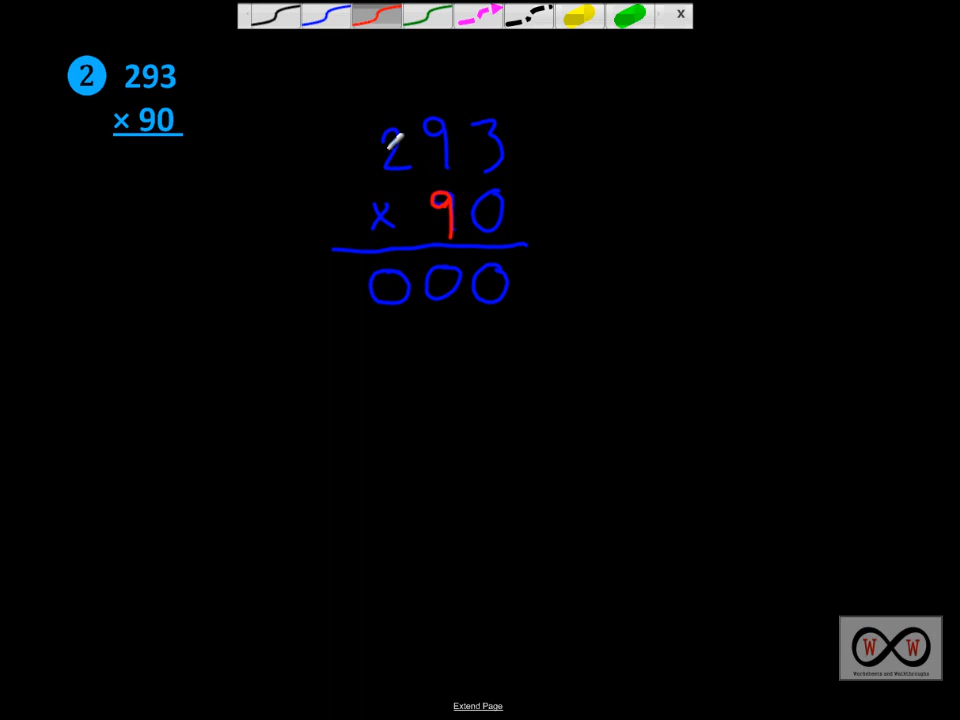 x
2 293
× 90
293
x 90
000
W W
Worksheets and Walkthroughs
Extend Page